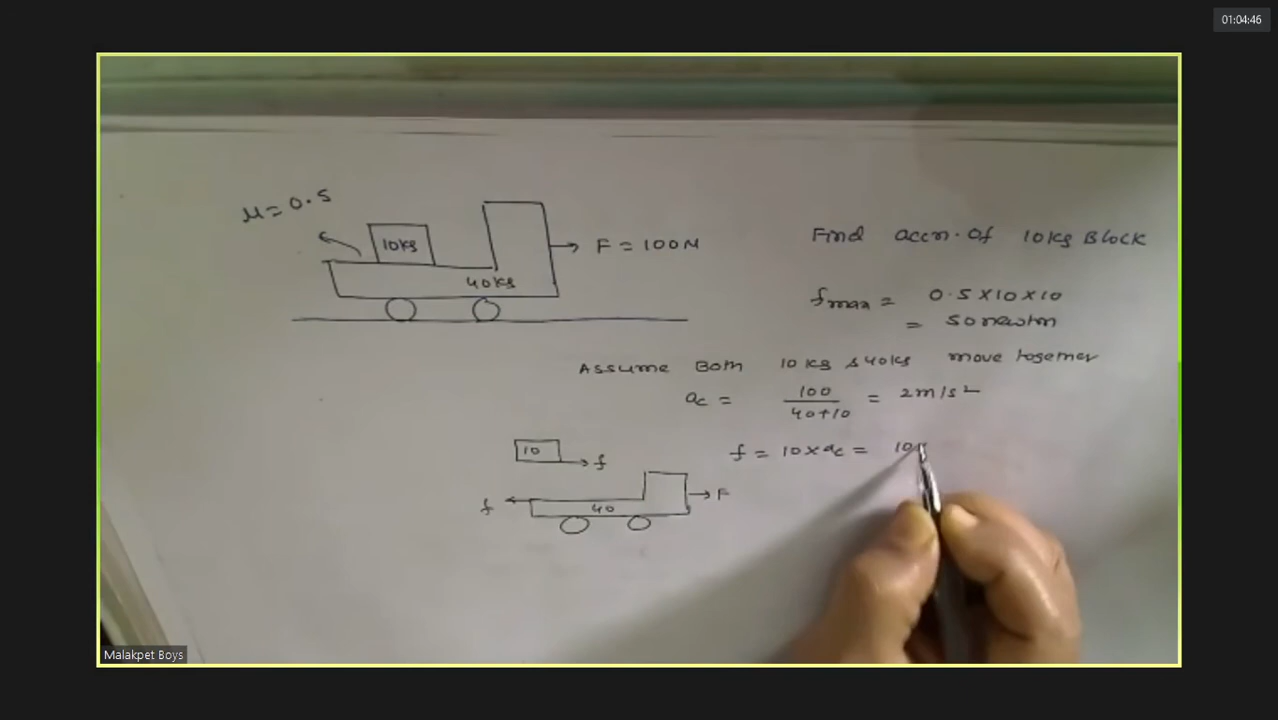 01:04:46
μ = 0.5
10kg
F = 100N
40kg
Find accn. Of 10kg Block
fmax = 0.5 X 10 X 10
= 50 newton
Assume Both 10 kg & 40kg move together
ac = 100 / 40+10 = 2m/s²
10
f
f = 10 x ac = 10
f
40
F
Malakpet Boys